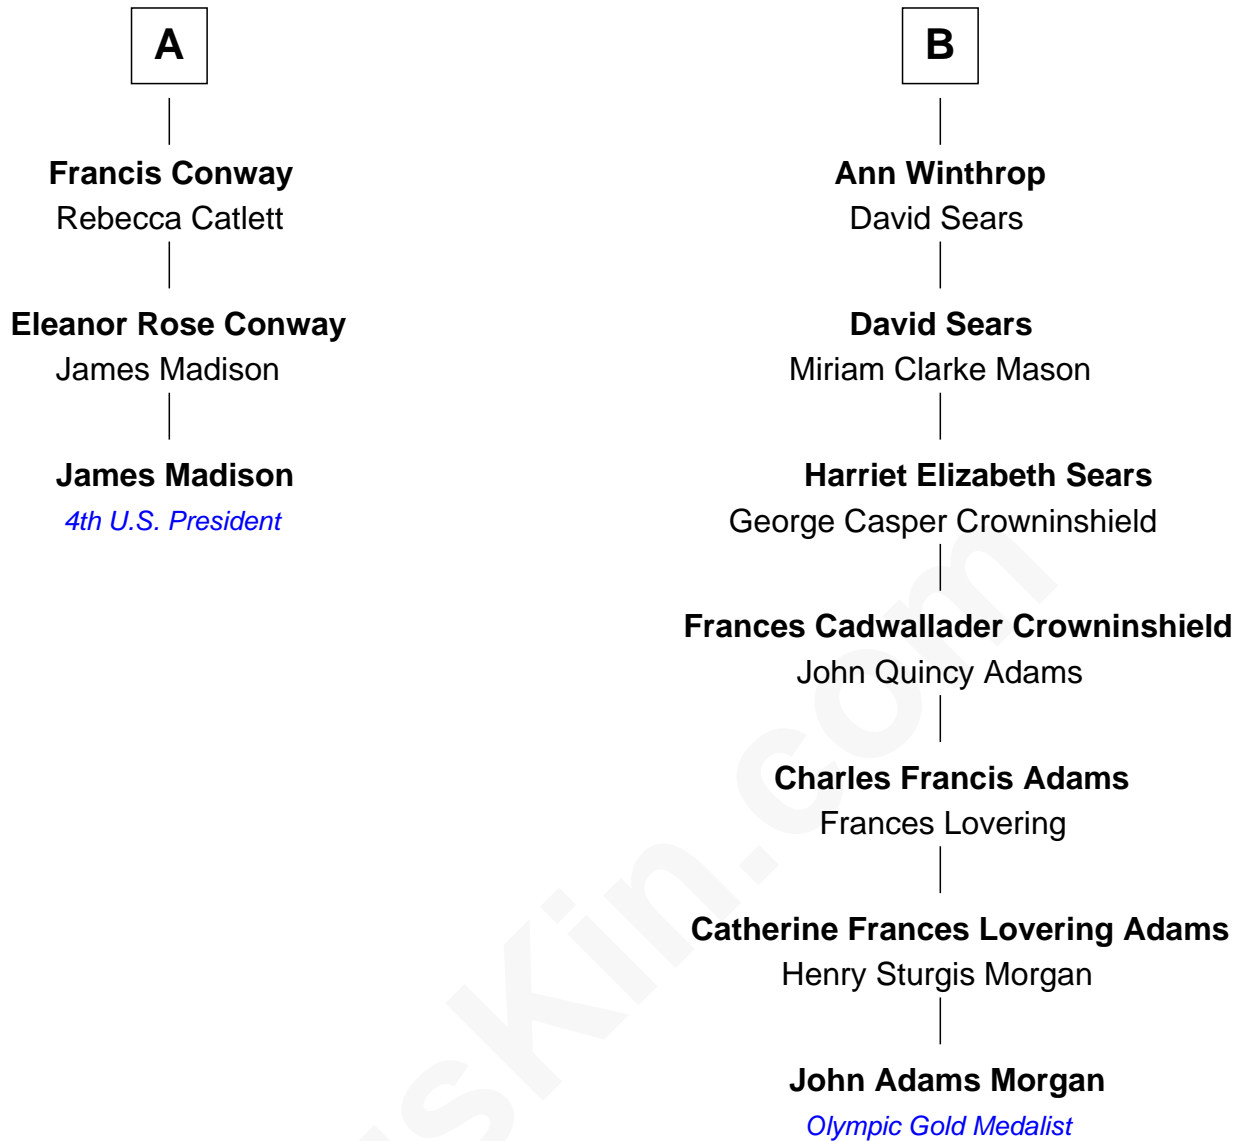 A
Francis Conway
Rebecca Catlett
Eleanor Rose Conway
James Madison
James Madison
4th U.S. President
B
Ann Winthrop
David Sears
David Sears
Miriam Clarke Mason
Harriet Elizabeth Sears
George Casper Crowninshield
Frances Cadwallader Crowninshield
John Quincy Adams
Charles Francis Adams
Frances Lovering
Catherine Frances Lovering Adams
Henry Sturgis Morgan
John Adams Morgan
Olympic Gold Medalist